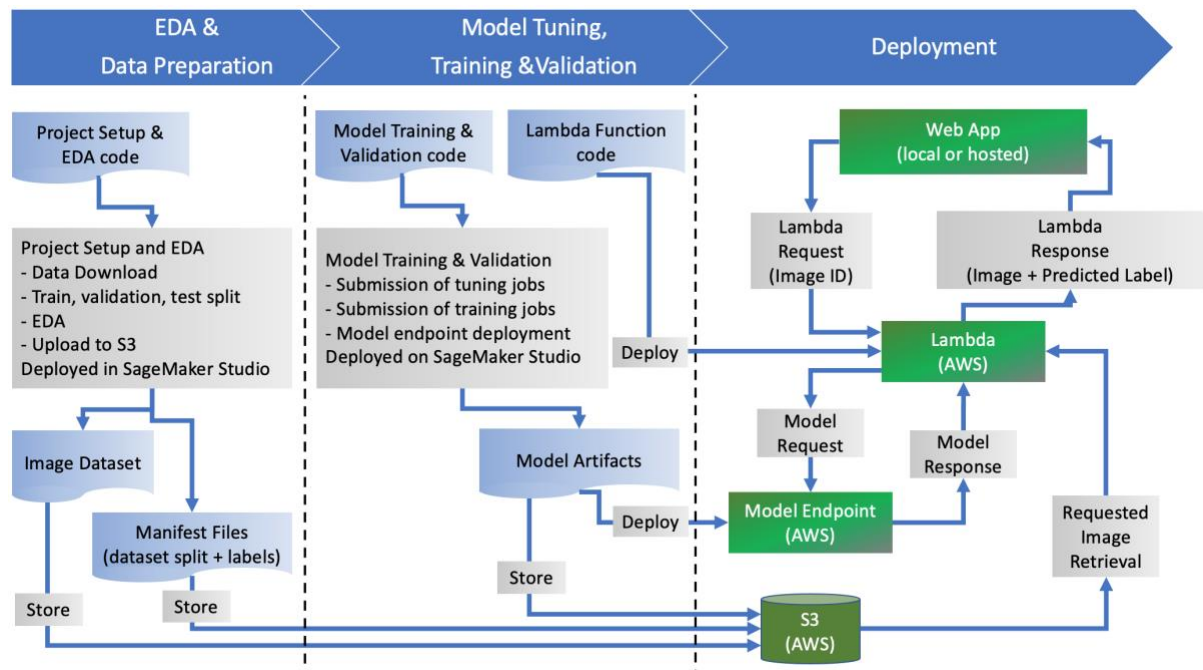 EDA &
Data Preparation
Model Tuning,
Training &Validation
Deployment
Project Setup &
EDA code
Project Setup and EDA
- Data Download
- Train, validation, test split
- EDA
- Upload to S3
Deployed in SageMaker Studio
Image Dataset
Manifest Files
(dataset split + labels)
Store
Store
Model Training &
Validation code
Lambda Function
code
Model Training & Validation
- Submission of tuning jobs
- Submission of training jobs
- Model endpoint deployment
Deployed on SageMaker Studio
Deploy
Model Artifacts
Deploy
Store
Web App
(local or hosted)
Lambda
Request
(Image ID)
Lambda
Response
(Image + Predicted Label)
Lambda
(AWS)
Model
Request
Model
Response
Model Endpoint
(AWS)
Requested
Image
Retrieval
S3
(AWS)